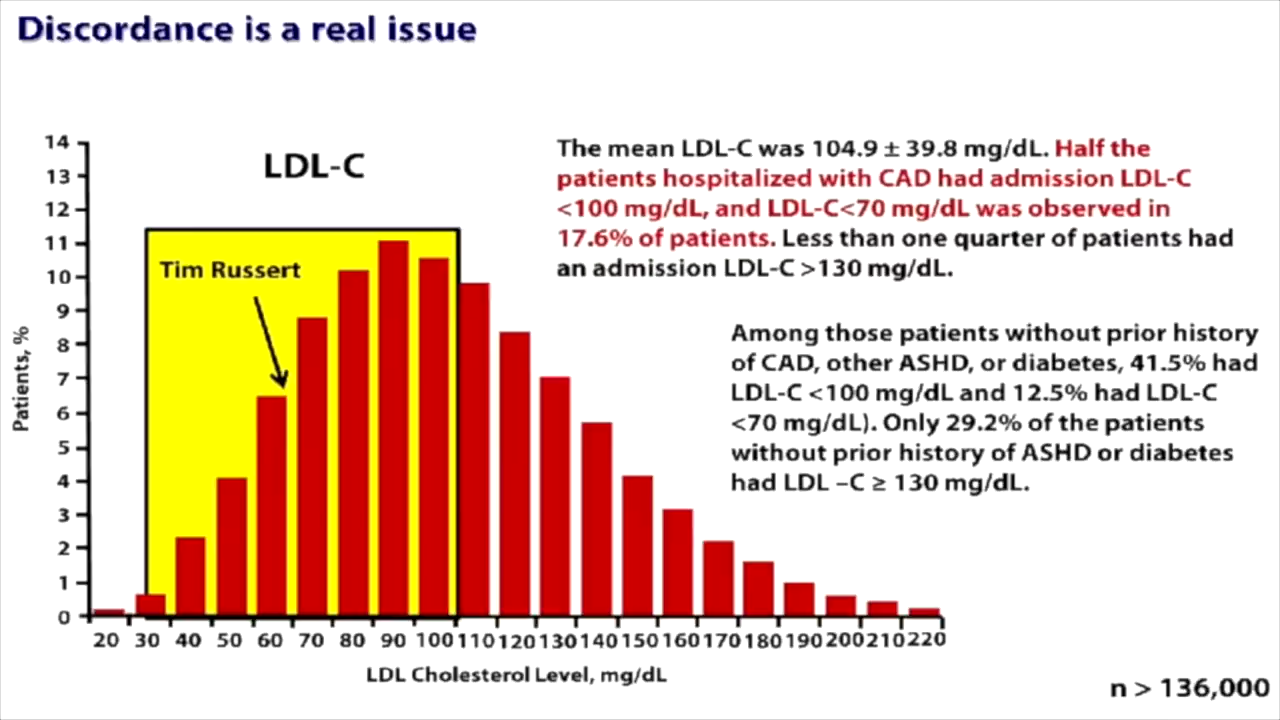 Discordance is a real issue
LDL-C
Tim Russert
14
13
12
11
10
9
8
7
6
5
4
3
2
1
0
Patients, %
20 30 40 50 60 70 80 90 100 110 120 130 140 150 160 170 180 190 200 210 220
LDL Cholesterol Level, mg/dL
The mean LDL-C was 104.9 ± 39.8 mg/dL. Half the
patients hospitalized with CAD had admission LDL-C
<100 mg/dL, and LDL-C<70 mg/dL was observed in
17.6% of patients. Less than one quarter of patients had
an admission LDL-C >130 mg/dL.
Among those patients without prior history
of CAD, other ASHD, or diabetes, 41.5% had
LDL-C <100 mg/dL and 12.5% had LDL-C
<70 mg/dL). Only 29.2% of the patients
without prior history of ASHD or diabetes
had LDL –C ≥ 130 mg/dL.
n > 136,000